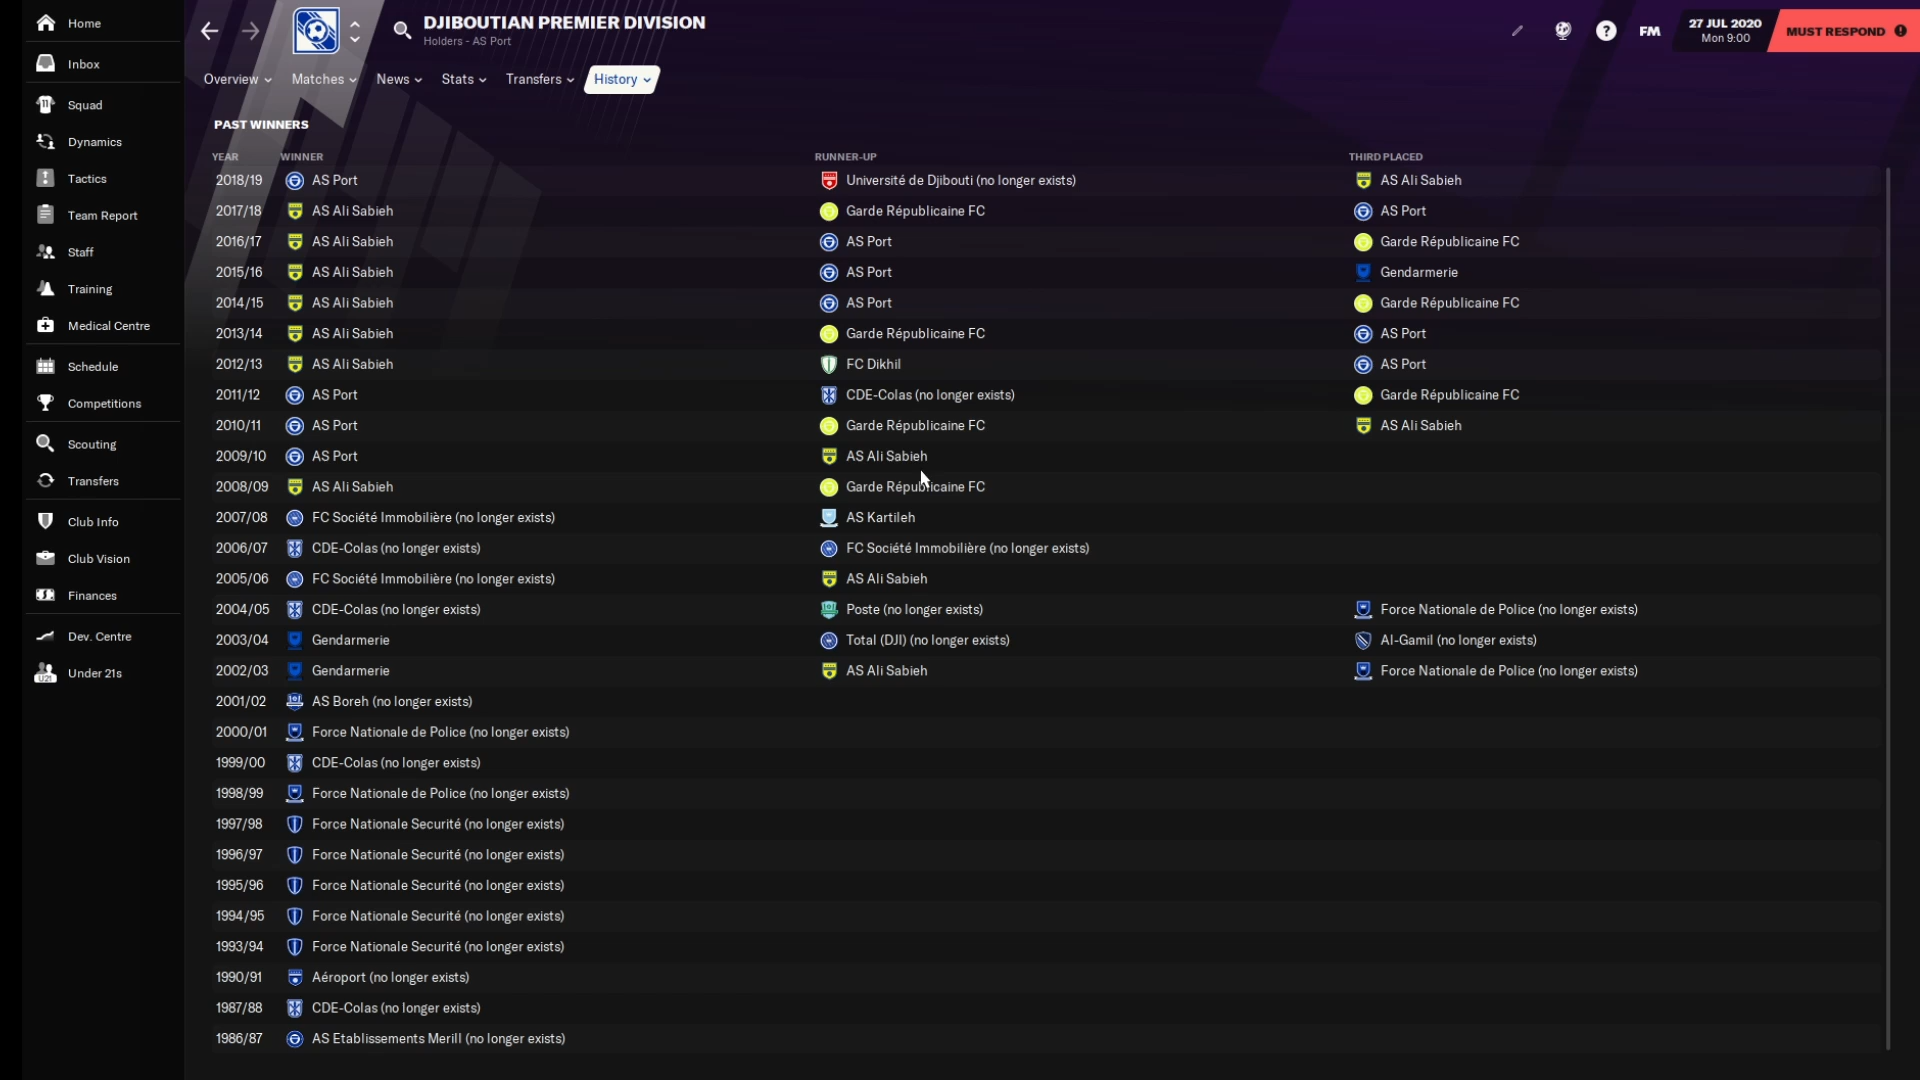 Home
Inbox
Squad
Dynamics
Tactics
Team Report
Staff
Training
Medical Centre
Schedule
Competitions
Scouting
Transfers
Club Info
Club Vision
Finances
Dev. Centre
Under 21s
DJIBOUTIAN PREMIER DIVISION
Holders - AS Port
FM
27 JUL 2020
Mon 9:00
MUST RESPOND
Overview Matches News Stats Transfers History
PAST WINNERS
YEAR WINNER RUNNER-UP THIRD PLACED
2018/19 AS Port Université de Djibouti (no longer exists) AS Ali Sabieh
2017/18 AS Ali Sabieh Garde Républicaine FC AS Port
2016/17 AS Ali Sabieh AS Port Garde Républicaine FC
2015/16 AS Ali Sabieh AS Port Gendarmerie
2014/15 AS Ali Sabieh AS Port Garde Républicaine FC
2013/14 AS Ali Sabieh Garde Républicaine FC AS Port
2012/13 AS Ali Sabieh FC Dikhil AS Port
2011/12 AS Port CDE-Colas (no longer exists) Garde Républicaine FC
2010/11 AS Port Garde Républicaine FC AS Ali Sabieh
2009/10 AS Port AS Ali Sabieh
2008/09 AS Ali Sabieh Garde Républicaine FC
2007/08 FC Société Immobilière (no longer exists) AS Kartileh
2006/07 CDE-Colas (no longer exists) FC Société Immobilière (no longer exists)
2005/06 FC Société Immobilière (no longer exists) AS Ali Sabieh
2004/05 CDE-Colas (no longer exists) Poste (no longer exists) Force Nationale de Police (no longer exists)
2003/04 Gendarmerie Total (DJI) (no longer exists) Al-Gamil (no longer exists)
2002/03 Gendarmerie AS Ali Sabieh Force Nationale de Police (no longer exists)
2001/02 AS Boreh (no longer exists)
2000/01 Force Nationale de Police (no longer exists)
1999/00 CDE-Colas (no longer exists)
1998/99 Force Nationale de Police (no longer exists)
1997/98 Force Nationale Securité (no longer exists)
1996/97 Force Nationale Securité (no longer exists)
1995/96 Force Nationale Securité (no longer exists)
1994/95 Force Nationale Securité (no longer exists)
1993/94 Force Nationale Securité (no longer exists)
1990/91 Aéroport (no longer exists)
1987/88 CDE-Colas (no longer exists)
1986/87 AS Etablissements Merill (no longer exists)